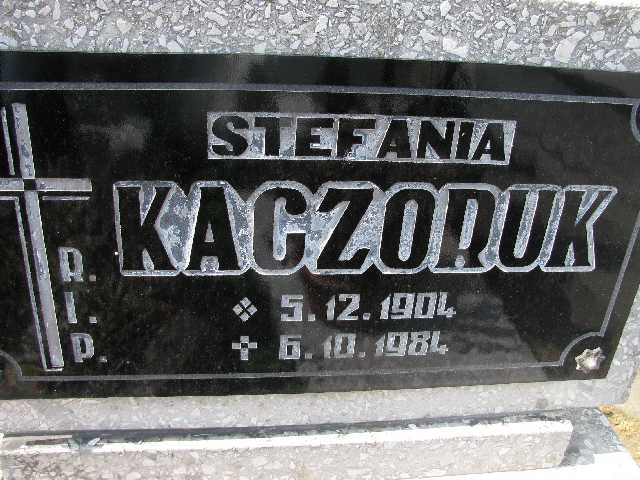 STEFANIA
KACZORUK
R.
I.
P.
5.12.1904
6.10.1984